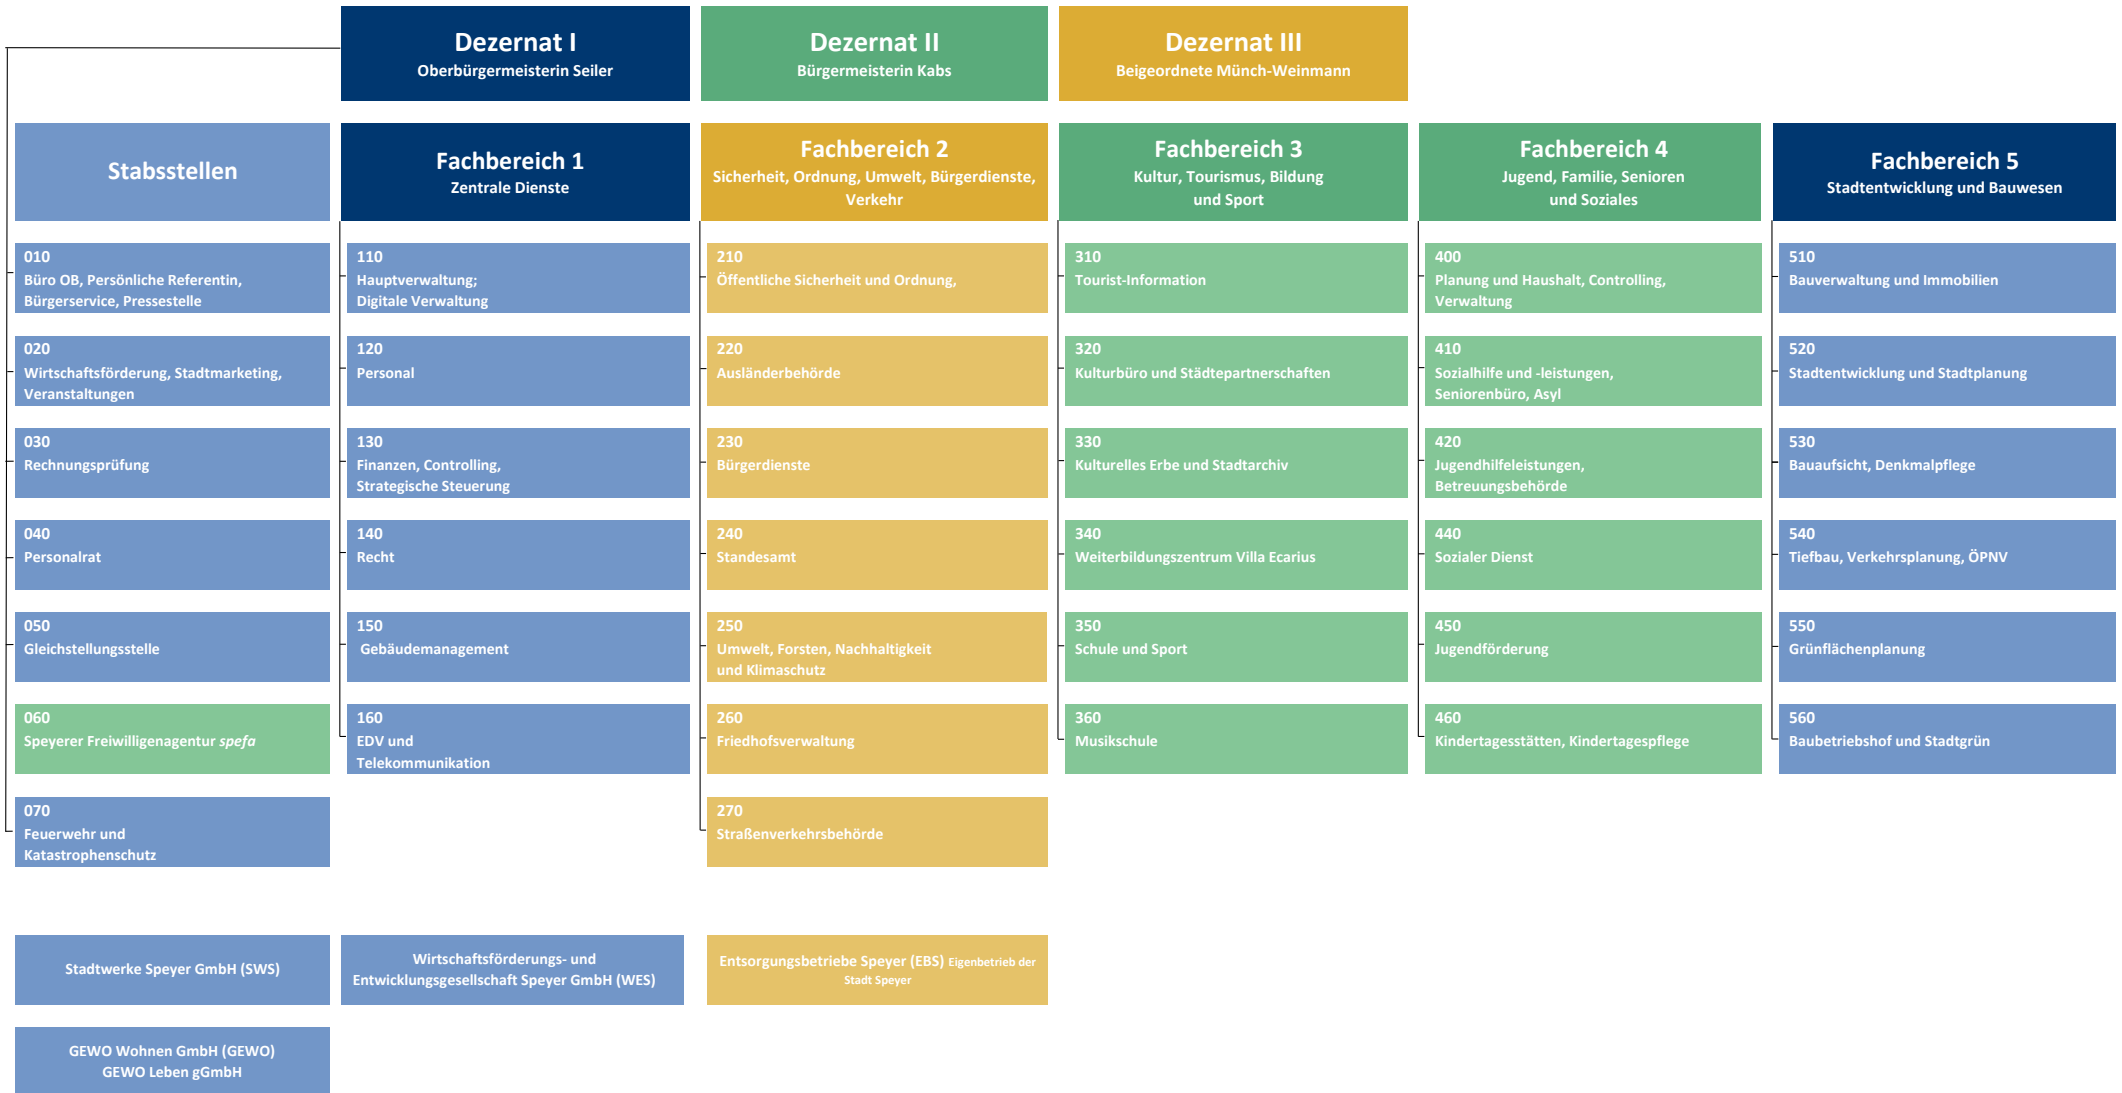 Dezernat I
Oberbürgermeisterin Seiler
Dezernat II
Bürgermeisterin Kabs
Dezernat III
Beigeordnete Münch-Weinmann
Stabsstellen
010
Büro OB, Persönliche Referentin,
Bürgerservice, Pressestelle
020
Wirtschaftsförderung, Stadtmarketing,
Veranstaltungen
030
Rechnungsprüfung
040
Personalrat
050
Gleichstellungsstelle
060
Speyerer Freiwilligenagentur spefa
070
Feuerwehr und
Katastrophenschutz
Fachbereich 1
Zentrale Dienste
110
Hauptverwaltung;
Digitale Verwaltung
120
Personal
130
Finanzen, Controlling,
Strategische Steuerung
140
Recht
150
Gebäudemanagement
160
EDV und
Telekommunikation
Fachbereich 2
Sicherheit, Ordnung, Umwelt, Bürgerdienste,
Verkehr
210
Öffentliche Sicherheit und Ordnung,
220
Ausländerbehörde
230
Bürgerdienste
240
Standesamt
250
Umwelt, Forsten, Nachhaltigkeit
und Klimaschutz
260
Friedhofsverwaltung
270
Straßenverkehrsbehörde
Fachbereich 3
Kultur, Tourismus, Bildung
und Sport
310
Tourist-Information
320
Kulturbüro und Städtepartnerschaften
330
Kulturelles Erbe und Stadtarchiv
340
Weiterbildungszentrum Villa Ecarius
350
Schule und Sport
360
Musikschule
Fachbereich 4
Jugend, Familie, Senioren
und Soziales
400
Planung und Haushalt, Controlling,
Verwaltung
410
Sozialhilfe und -leistungen,
Seniorenbüro, Asyl
420
Jugendhilfeleistungen,
Betreuungsbehörde
440
Sozialer Dienst
450
Jugendförderung
460
Kindertagesstätten, Kindertagespflege
Fachbereich 5
Stadtentwicklung und Bauwesen
510
Bauverwaltung und Immobilien
520
Stadtentwicklung und Stadtplanung
530
Bauaufsicht, Denkmalpflege
540
Tiefbau, Verkehrsplanung, ÖPNV
550
Grünflächenplanung
560
Baubetriebshof und Stadtgrün
Stadtwerke Speyer GmbH (SWS)
Wirtschaftsförderungs- und
Entwicklungsgesellschaft Speyer GmbH (WES)
Entsorgungsbetriebe Speyer (EBS) Eigenbetrieb der
Stadt Speyer
GEWO Wohnen GmbH (GEWO)
GEWO Leben gGmbH